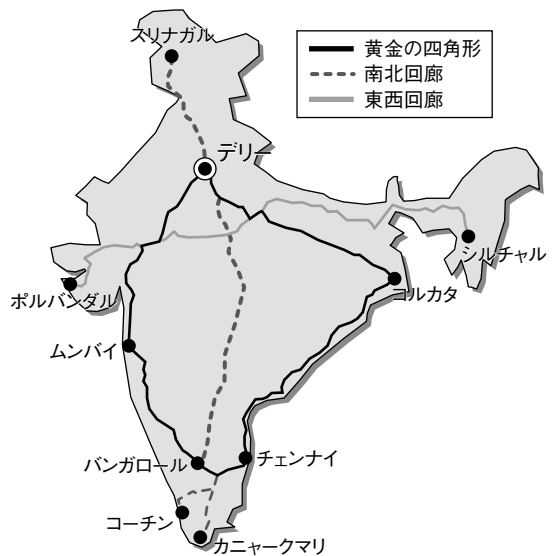 スリナガル
黄金の四角形
南北回廊
東西回廊
デリー
シルチャル
ポルバンダル
コルカタ
ムンバイ
バンガロール
チェンナイ
コーチン
カニャークマリ